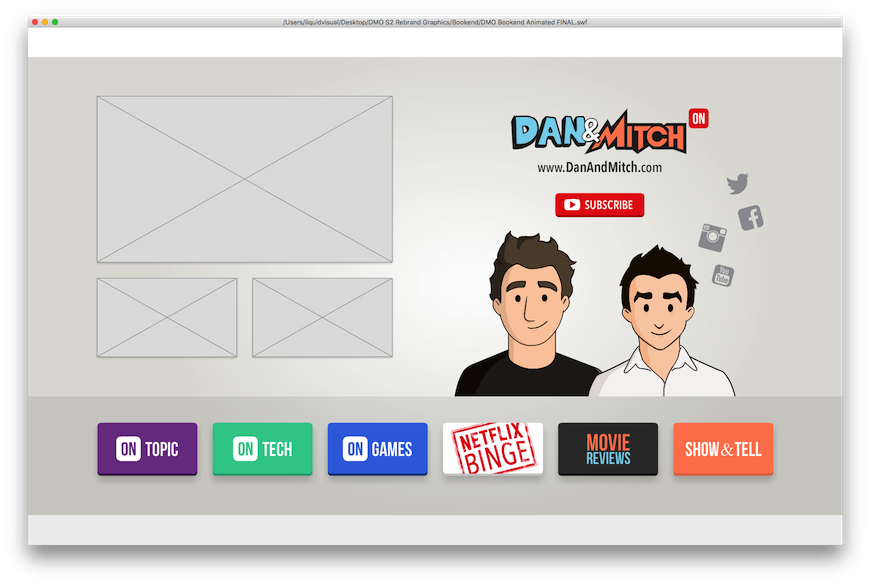 /Users/liquidvisual/Desktop/DMO S2 Rebrand Graphics/Bookend/DMO Bookend Animated FINAL.swf
DAN&MITCH ON
www.DanAndMitch.com
SUBSCRIBE
You
Tube
ON TOPIC
ON TECH
ON GAMES
NETFLIX
BINGE
MOVIE
REVIEWS
SHOW&TELL